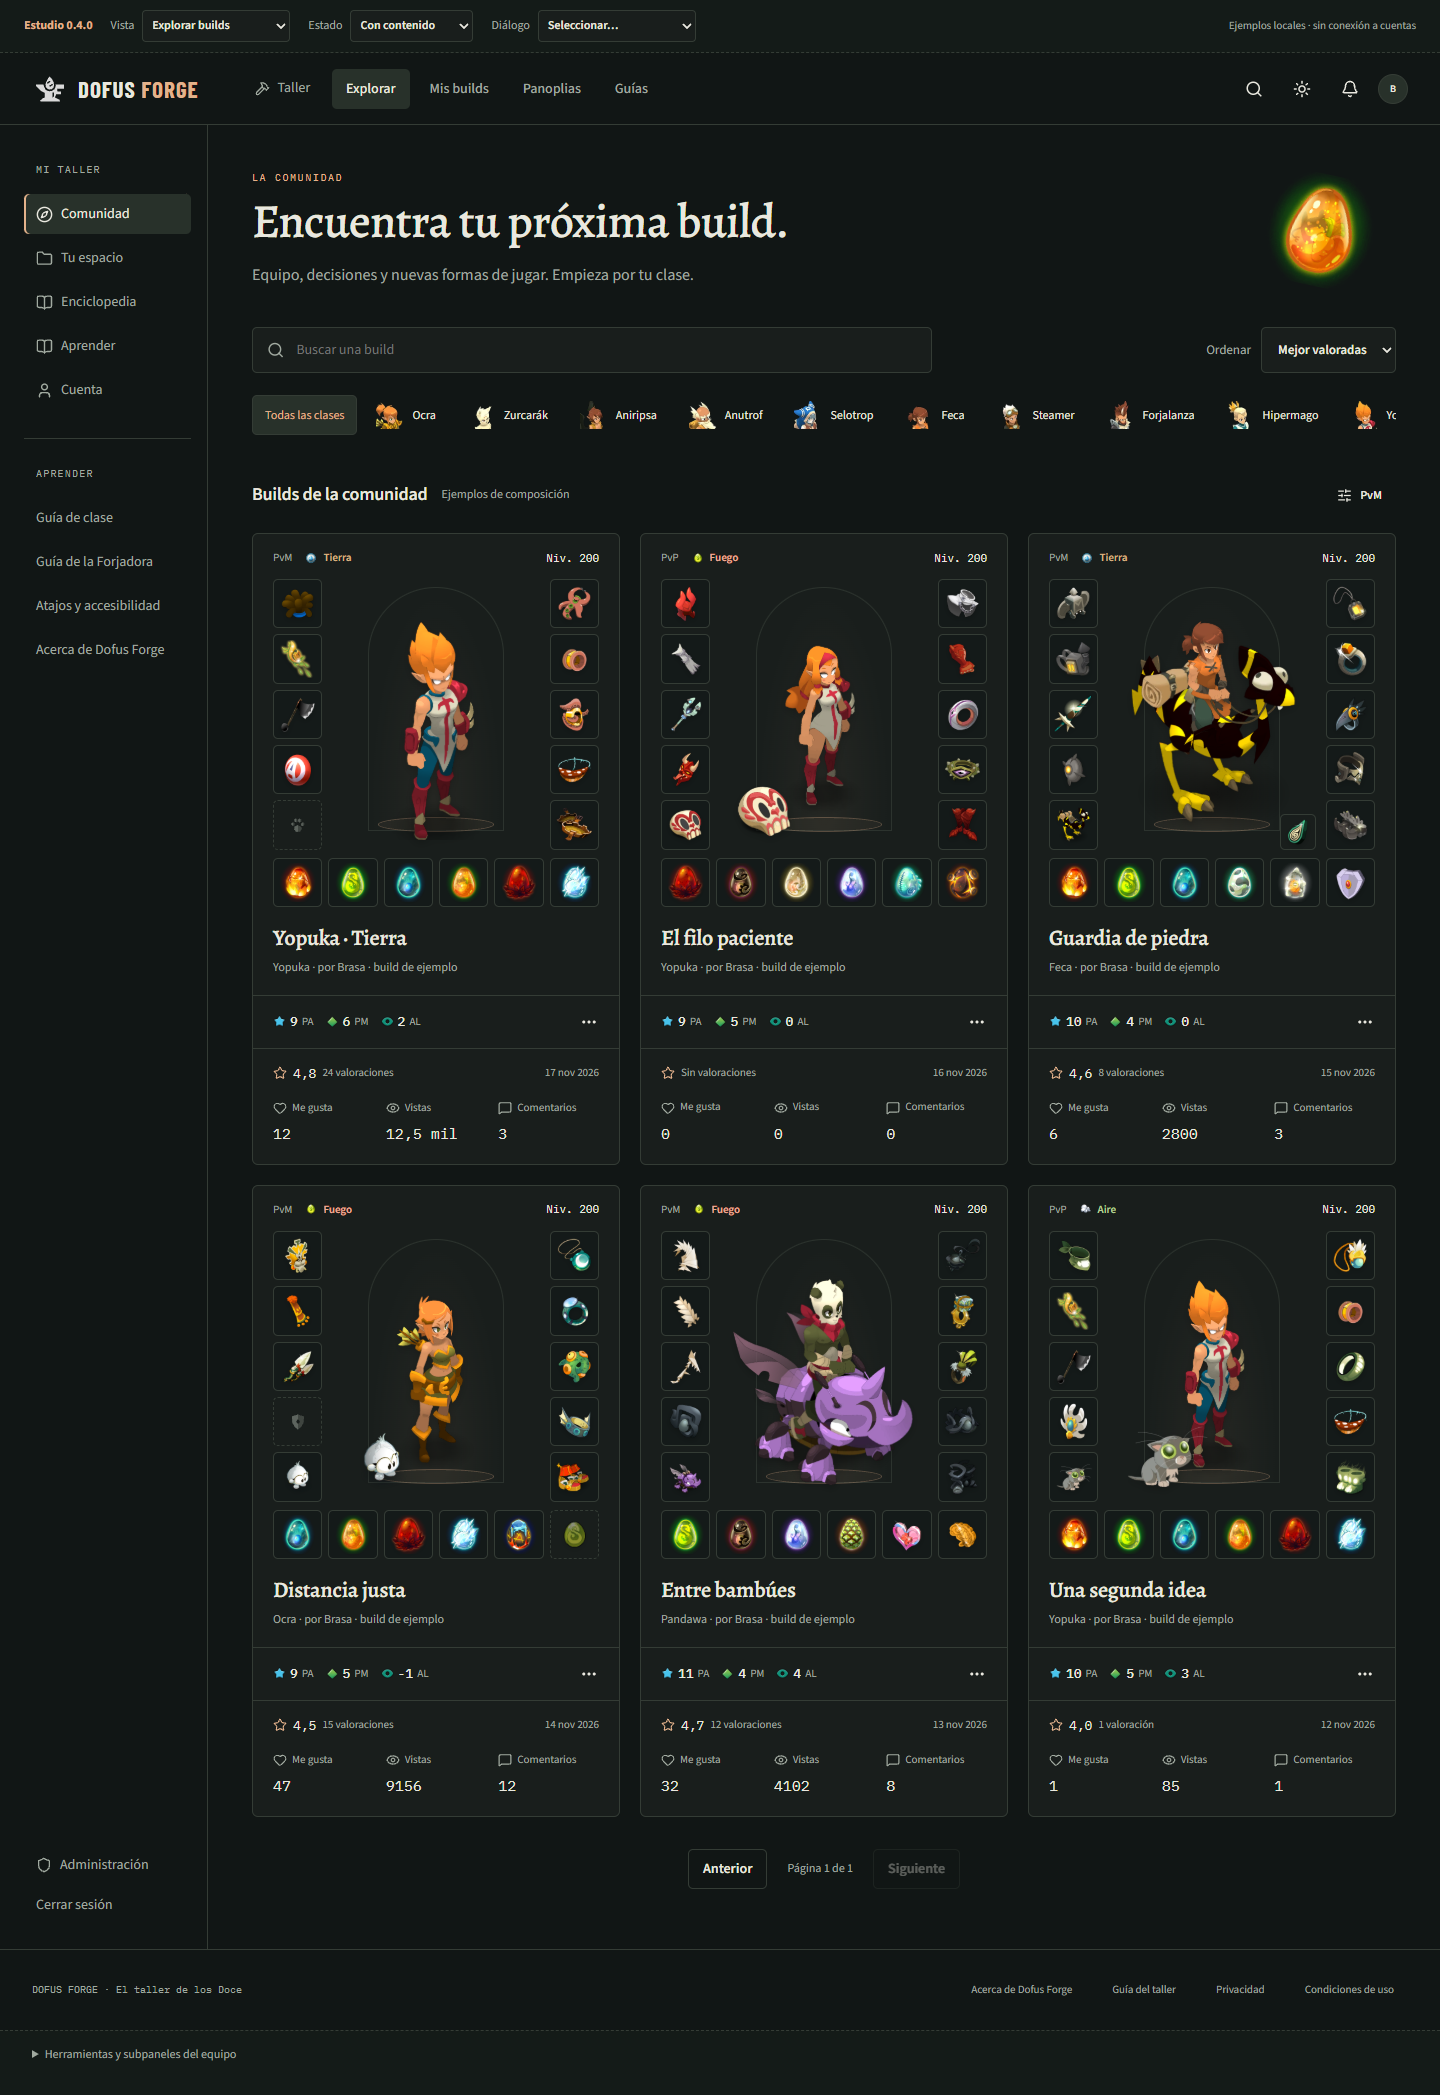 Estudio 0.4.0 Vista Explorar builds Estado Con contenido Diálogo Seleccionar... Ejemplos locales · sin conexión a cuentas
DOFUS FORGE Taller Explorar Mis builds Panoplias Guías B
MI TALLER
Comunidad
Tu espacio
Enciclopedia
Aprender
Cuenta
APRENDER
Guía de clase
Guía de la Forjadora
Atajos y accesibilidad
Acerca de Dofus Forge
Administración
Cerrar sesión
LA COMUNIDAD
Encuentra tu próxima build.
Equipo, decisiones y nuevas formas de jugar. Empieza por tu clase.
Buscar una build Ordenar Mejor valoradas
Todas las clases Ocra Zurcarák Aniripsa Anutrof Selotrop Feca Steamer Forjalanza Hipermago Yo
Builds de la comunidad Ejemplos de composición PvM
PvM Tierra Niv. 200
Yopuka · Tierra
Yopuka · por Brasa · build de ejemplo
9 PA 6 PM 2 AL
4,8 24 valoraciones 17 nov 2026
Me gusta Vistas Comentarios
12 12,5 mil 3
PvP Fuego Niv. 200
El filo paciente
Yopuka · por Brasa · build de ejemplo
9 PA 5 PM 0 AL
Sin valoraciones 16 nov 2026
Me gusta Vistas Comentarios
0 0 0
PvM Tierra Niv. 200
Guardia de piedra
Feca · por Brasa · build de ejemplo
10 PA 4 PM 0 AL
4,6 8 valoraciones 15 nov 2026
Me gusta Vistas Comentarios
6 2800 3
PvM Fuego Niv. 200
Distancia justa
Ocra · por Brasa · build de ejemplo
9 PA 5 PM -1 AL
4,5 15 valoraciones 14 nov 2026
Me gusta Vistas Comentarios
47 9156 12
PvM Fuego Niv. 200
Entre bambúes
Pandawa · por Brasa · build de ejemplo
11 PA 4 PM 4 AL
4,7 12 valoraciones 13 nov 2026
Me gusta Vistas Comentarios
32 4102 8
PvP Aire Niv. 200
Una segunda idea
Yopuka · por Brasa · build de ejemplo
10 PA 5 PM 3 AL
4,0 1 valoración 12 nov 2026
Me gusta Vistas Comentarios
1 85 1
Anterior Página 1 de 1 Siguiente
DOFUS FORGE · El taller de los Doce Acerca de Dofus Forge Guía del taller Privacidad Condiciones de uso
Herramientas y subpaneles del equipo